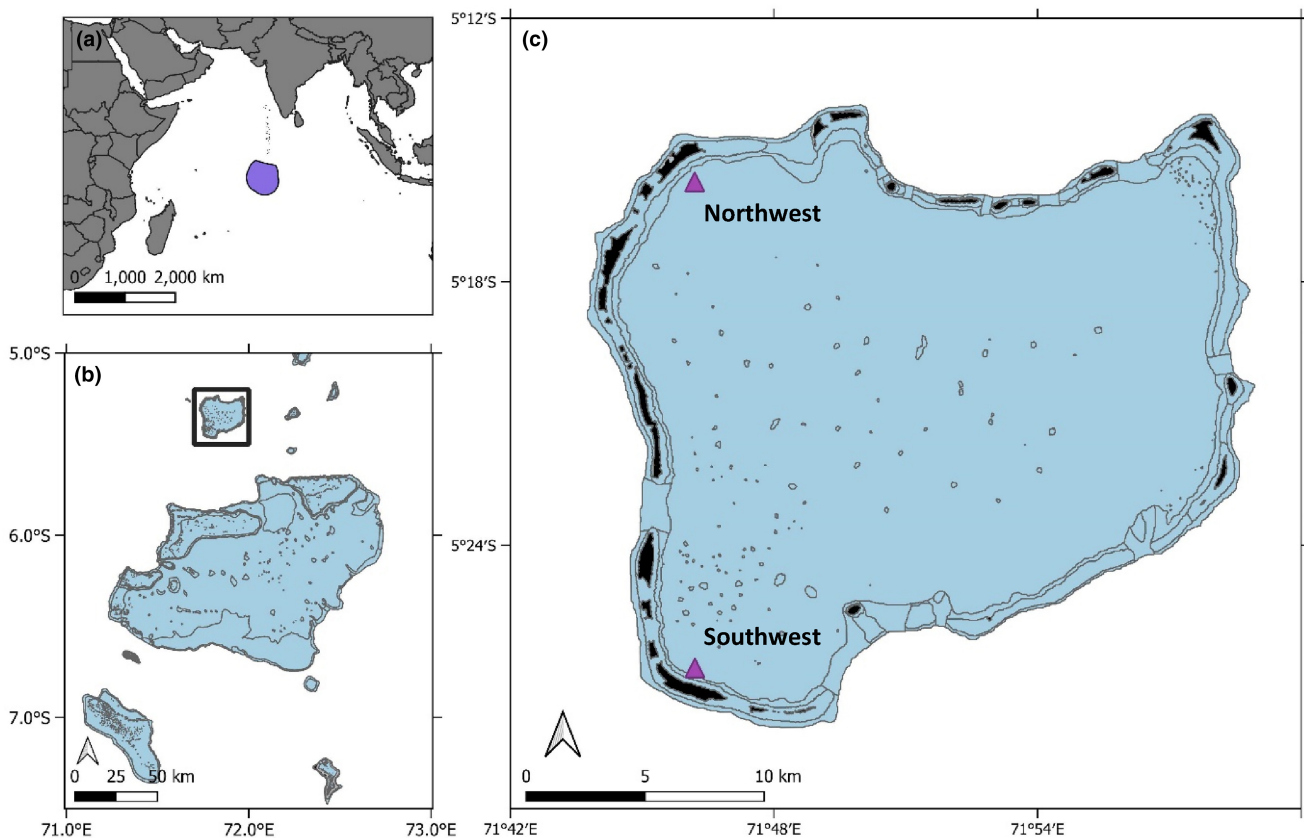 (a)
0 1,000 2,000 km
5.0°S
(b)
6.0°S
7.0°S
0 25 50 km
71.0°E 72.0°E 73.0°E
5°12'S
(c)
Northwest
5°18'S
5°24'S
Southwest
0 5 10 km
71°42'E 71°48'E 71°54'E